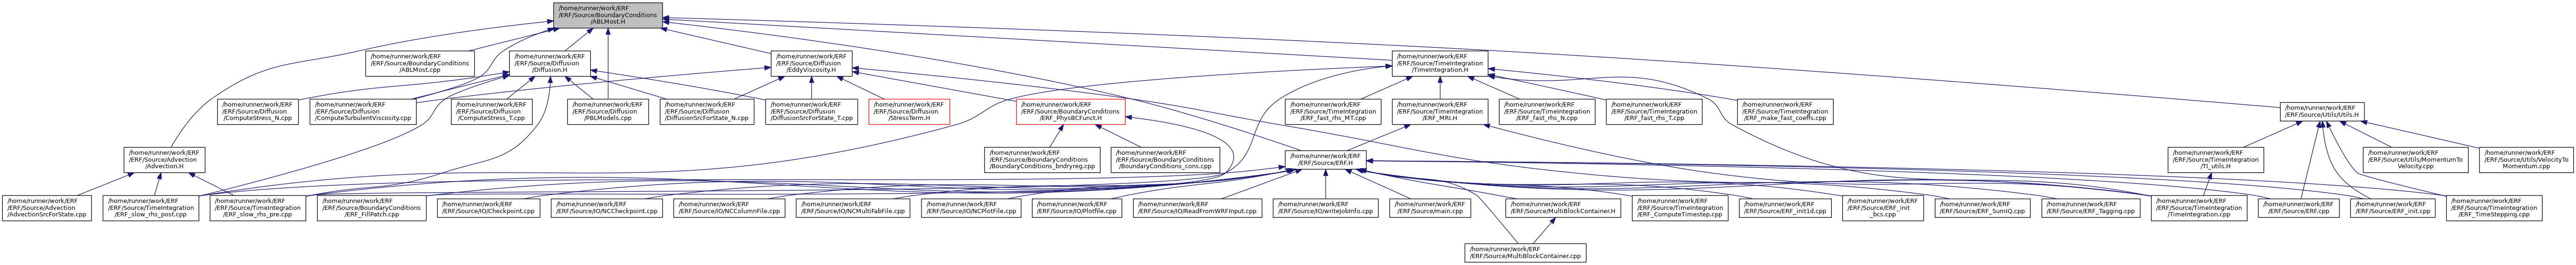 /home/runner/work/ERF
/ERF/Source/BoundaryConditions
/ABLMost.H
/home/runner/work/ERF
/ERF/Source/BoundaryConditions
/ABLMost.cpp
/home/runner/work/ERF
/ERF/Source/Diffusion
/Diffusion.H
/home/runner/work/ERF
/ERF/Source/Diffusion
/EddyViscosity.H
/home/runner/work/ERF
/ERF/Source/TimeIntegration
/TimeIntegration.H
/home/runner/work/ERF
/ERF/Source/Diffusion
/ComputeStress_N.cpp
/home/runner/work/ERF
/ERF/Source/Diffusion
/ComputeTurbulentViscosity.cpp
/home/runner/work/ERF
/ERF/Source/Diffusion
/ComputeStress_T.cpp
/home/runner/work/ERF
/ERF/Source/Diffusion
/PBLModels.cpp
/home/runner/work/ERF
/ERF/Source/Diffusion
/DiffusionSrcForState_N.cpp
/home/runner/work/ERF
/ERF/Source/Diffusion
/DiffusionSrcForState_T.cpp
/home/runner/work/ERF
/ERF/Source/Diffusion
/StressTerm.H
/home/runner/work/ERF
/ERF/Source/BoundaryConditions
/ERF_PhysBCFunct.H
/home/runner/work/ERF
/ERF/Source/TimeIntegration
/ERF_fast_rhs_MT.cpp
/home/runner/work/ERF
/ERF/Source/TimeIntegration
/ERF_MRI.H
/home/runner/work/ERF
/ERF/Source/TimeIntegration
/ERF_fast_rhs_N.cpp
/home/runner/work/ERF
/ERF/Source/TimeIntegration
/ERF_fast_rhs_T.cpp
/home/runner/work/ERF
/ERF/Source/TimeIntegration
/ERF_make_fast_coeffs.cpp
/home/runner/work/ERF
/ERF/Source/Utils/Utils.H
/home/runner/work/ERF
/ERF/Source/Advection
/Advection.H
/home/runner/work/ERF
/ERF/Source/BoundaryConditions
/BoundaryConditions_bndryreg.cpp
/home/runner/work/ERF
/ERF/Source/BoundaryConditions
/BoundaryConditions_cons.cpp
/home/runner/work/ERF
/ERF/Source/ERF.H
/home/runner/work/ERF
/ERF/Source/TimeIntegration
/TI_utils.H
/home/runner/work/ERF
/ERF/Source/Utils/MomentumTo
Velocity.cpp
/home/runner/work/ERF
/ERF/Source/Utils/VelocityTo
Momentum.cpp
/home/runner/work/ERF
/ERF/Source/Advection
/AdvectionSrcForState.cpp
/home/runner/work/ERF
/ERF/Source/TimeIntegration
/ERF_slow_rhs_post.cpp
/home/runner/work/ERF
/ERF/Source/TimeIntegration
/ERF_slow_rhs_pre.cpp
/home/runner/work/ERF
/ERF/Source/BoundaryConditions
/ERF_FillPatch.cpp
/home/runner/work/ERF
/ERF/Source/IO/Checkpoint.cpp
/home/runner/work/ERF
/ERF/Source/IO/NCCheckpoint.cpp
/home/runner/work/ERF
/ERF/Source/IO/NCColumnFile.cpp
/home/runner/work/ERF
/ERF/Source/IO/NCMultiFabFile.cpp
/home/runner/work/ERF
/ERF/Source/IO/NCPlotFile.cpp
/home/runner/work/ERF
/ERF/Source/IO/Plotfile.cpp
/home/runner/work/ERF
/ERF/Source/IO/ReadFromWRFInput.cpp
/home/runner/work/ERF
/ERF/Source/IO/writeJobInfo.cpp
/home/runner/work/ERF
/ERF/Source/main.cpp
/home/runner/work/ERF
/ERF/Source/MultiBlockContainer.H
/home/runner/work/ERF
/ERF/Source/TimeIntegration
/ERF_ComputeTimestep.cpp
/home/runner/work/ERF
/ERF/Source/ERF_init1d.cpp
/home/runner/work/ERF
/ERF/Source/ERF_init
_bcs.cpp
/home/runner/work/ERF
/ERF/Source/ERF_SumIQ.cpp
/home/runner/work/ERF
/ERF/Source/ERF_Tagging.cpp
/home/runner/work/ERF
/ERF/Source/TimeIntegration
/TimeIntegration.cpp
/home/runner/work/ERF
/ERF/Source/ERF.cpp
/home/runner/work/ERF
/ERF/Source/ERF_init.cpp
/home/runner/work/ERF
/ERF/Source/TimeIntegration
/ERF_TimeStepping.cpp
/home/runner/work/ERF
/ERF/Source/MultiBlockContainer.cpp